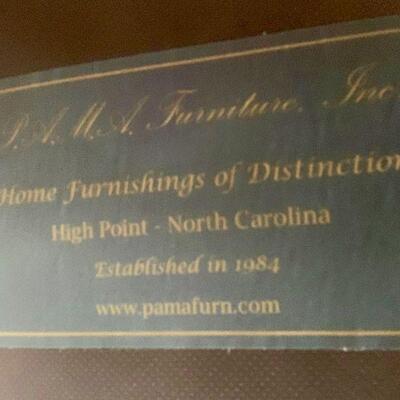 P.A.M.A. Furniture, Inc
Home Furnishings of Distinction
High Point - North Carolina
Established in 1984
www.pamafurn.com